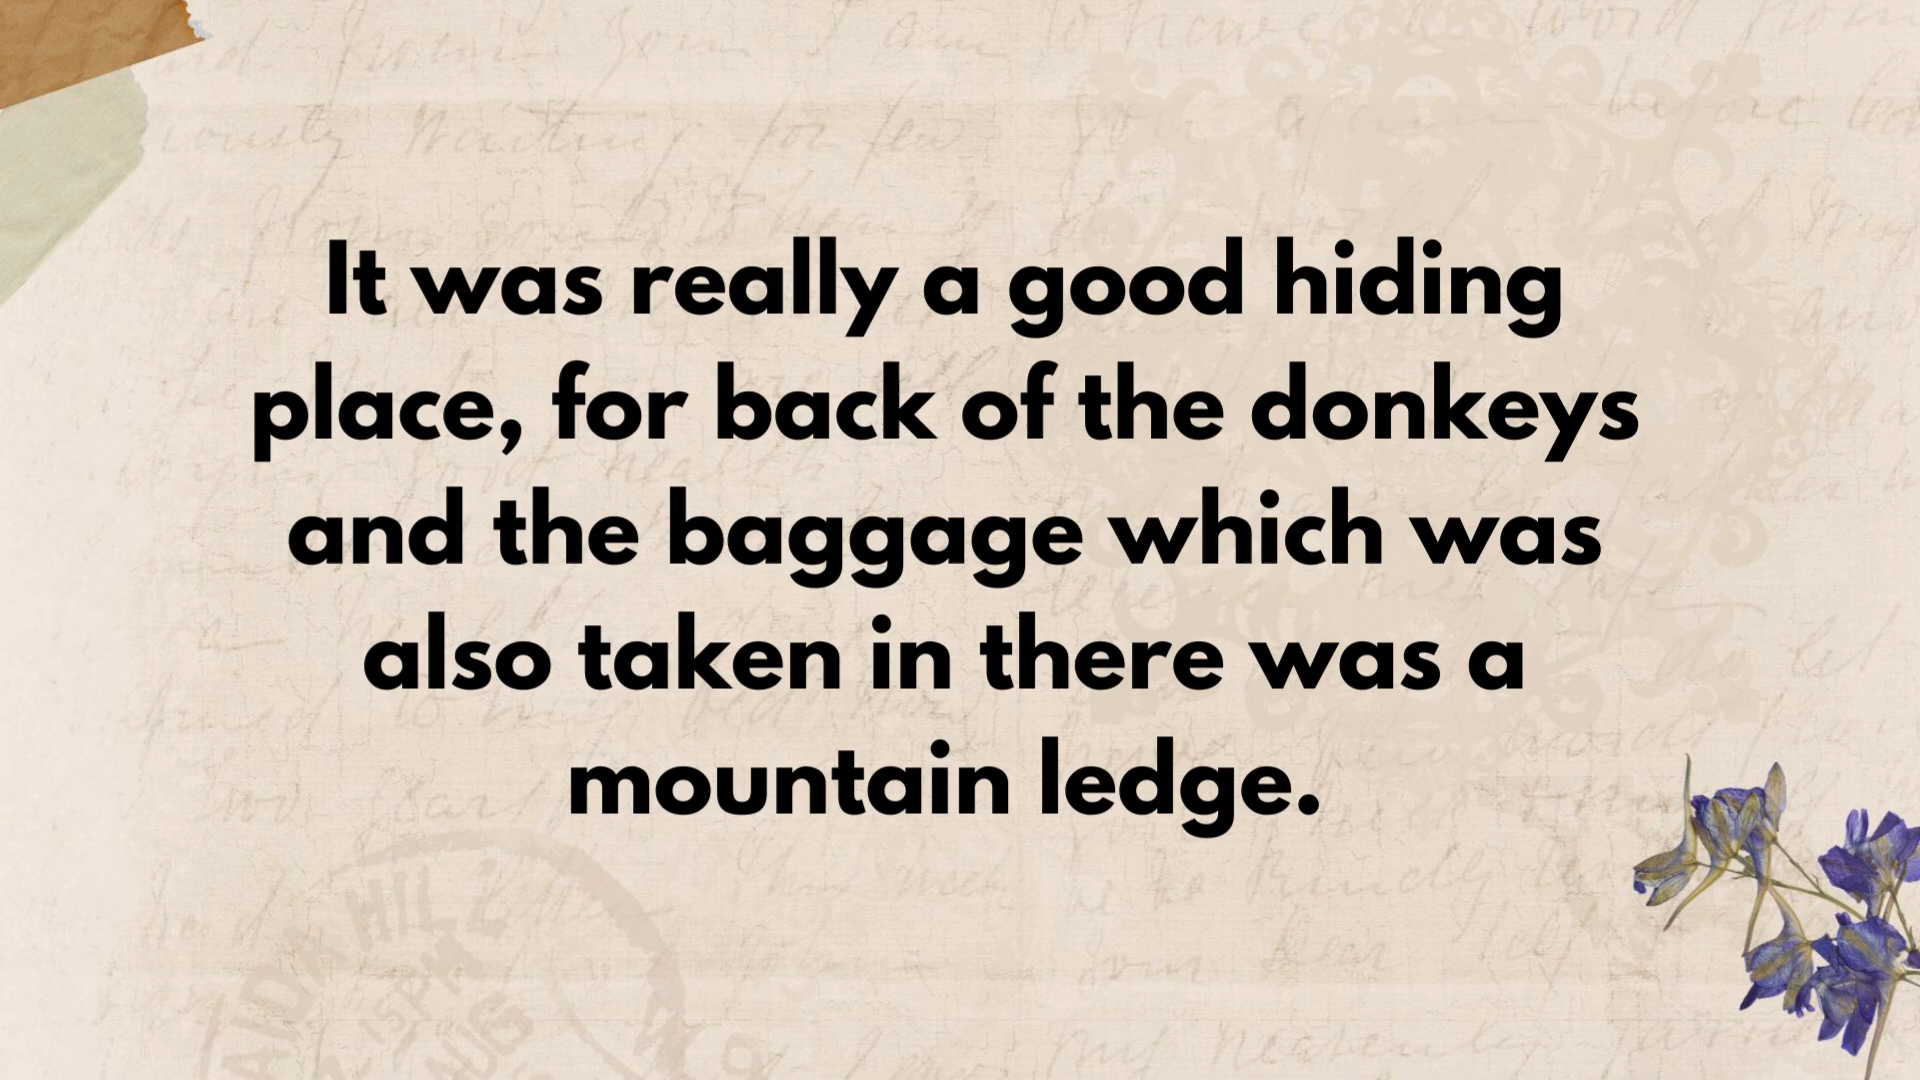 It was really a good hiding
place, for back of the donkeys
and the baggage which was
also taken in there was a
mountain ledge.